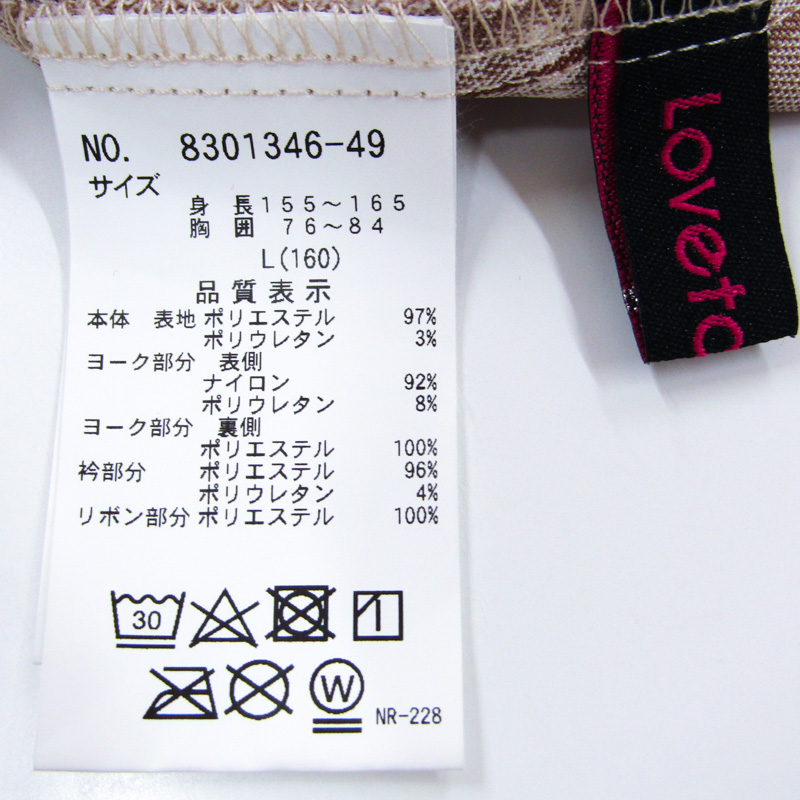 NO. 8301346-49
サイズ
身 長155～165
胸 囲 76～84
L(160)
品質表示
本体 表地 ポリエステル 97%
ポリウレタン 3%
ヨーク部分 表側
ナイロン 92%
ポリウレタン 8%
ヨーク部分 裏側
ポリエステル 100%
衿部分 ポリエステル 96%
ポリウレタン 4%
リボン部分 ポリエステル 100%
30
W
NR-228
Loveto